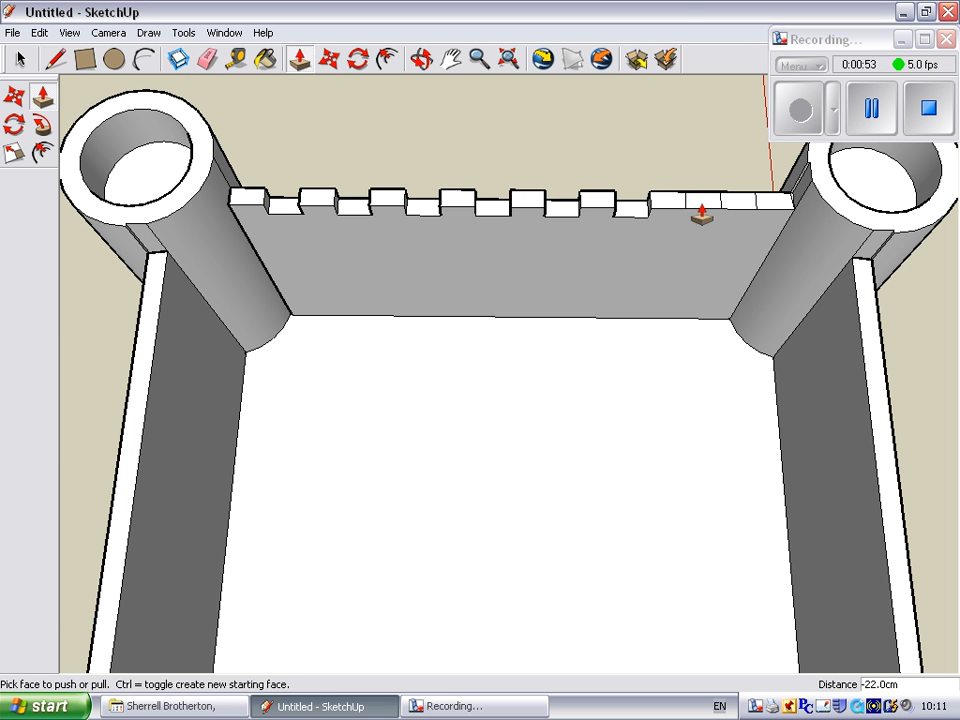 Untitled - SketchUp
File Edit View Camera Draw Tools Window Help
Recording...
Menu
0:00:53
5.0 fps
Pick face to push or pull. Ctrl = toggle create new starting face.
Distance -22.0cm
start
Sherrell Brotherton,
Untitled - SketchUp
Recording...
EN
10:11